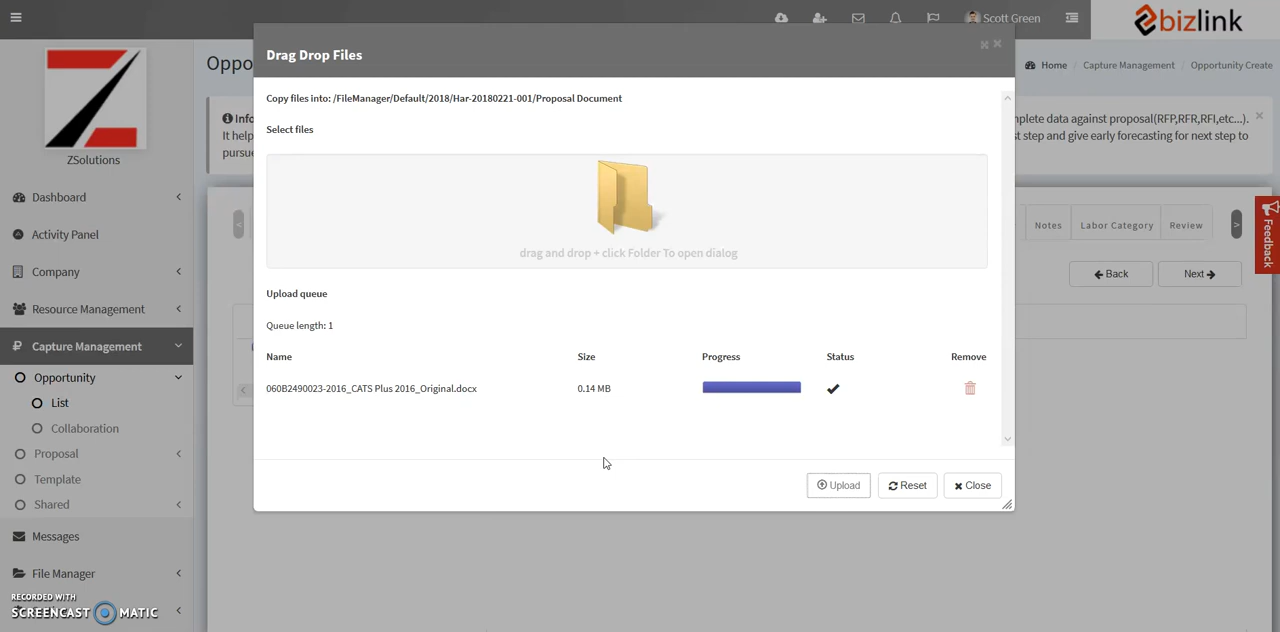 Scott Green
ebizlink
ZSolutions
Dashboard
Activity Panel
Company
Resource Management
Capture Management
Opportunity
List
Collaboration
Proposal
Template
Shared
Messages
File Manager
RECORDED WITH
SCREENCAST MATIC
Oppo
Home / Capture Management / Opportunity Create
Info
It help
pursue
mplete data against proposal(RFP,RFR,RFI,etc...).
st step and give early forecasting for next step to
Notes
Labor Category
Review
<
>
Back
Next
Feedback
Drag Drop Files
Copy files into: /FileManager/Default/2018/Har-20180221-001/Proposal Document
Select files
drag and drop + click Folder To open dialog
Upload queue
Queue length: 1
Name Size Progress Status Remove
060B2490023-2016_CATS Plus 2016_Original.docx 0.14 MB
Upload Reset Close